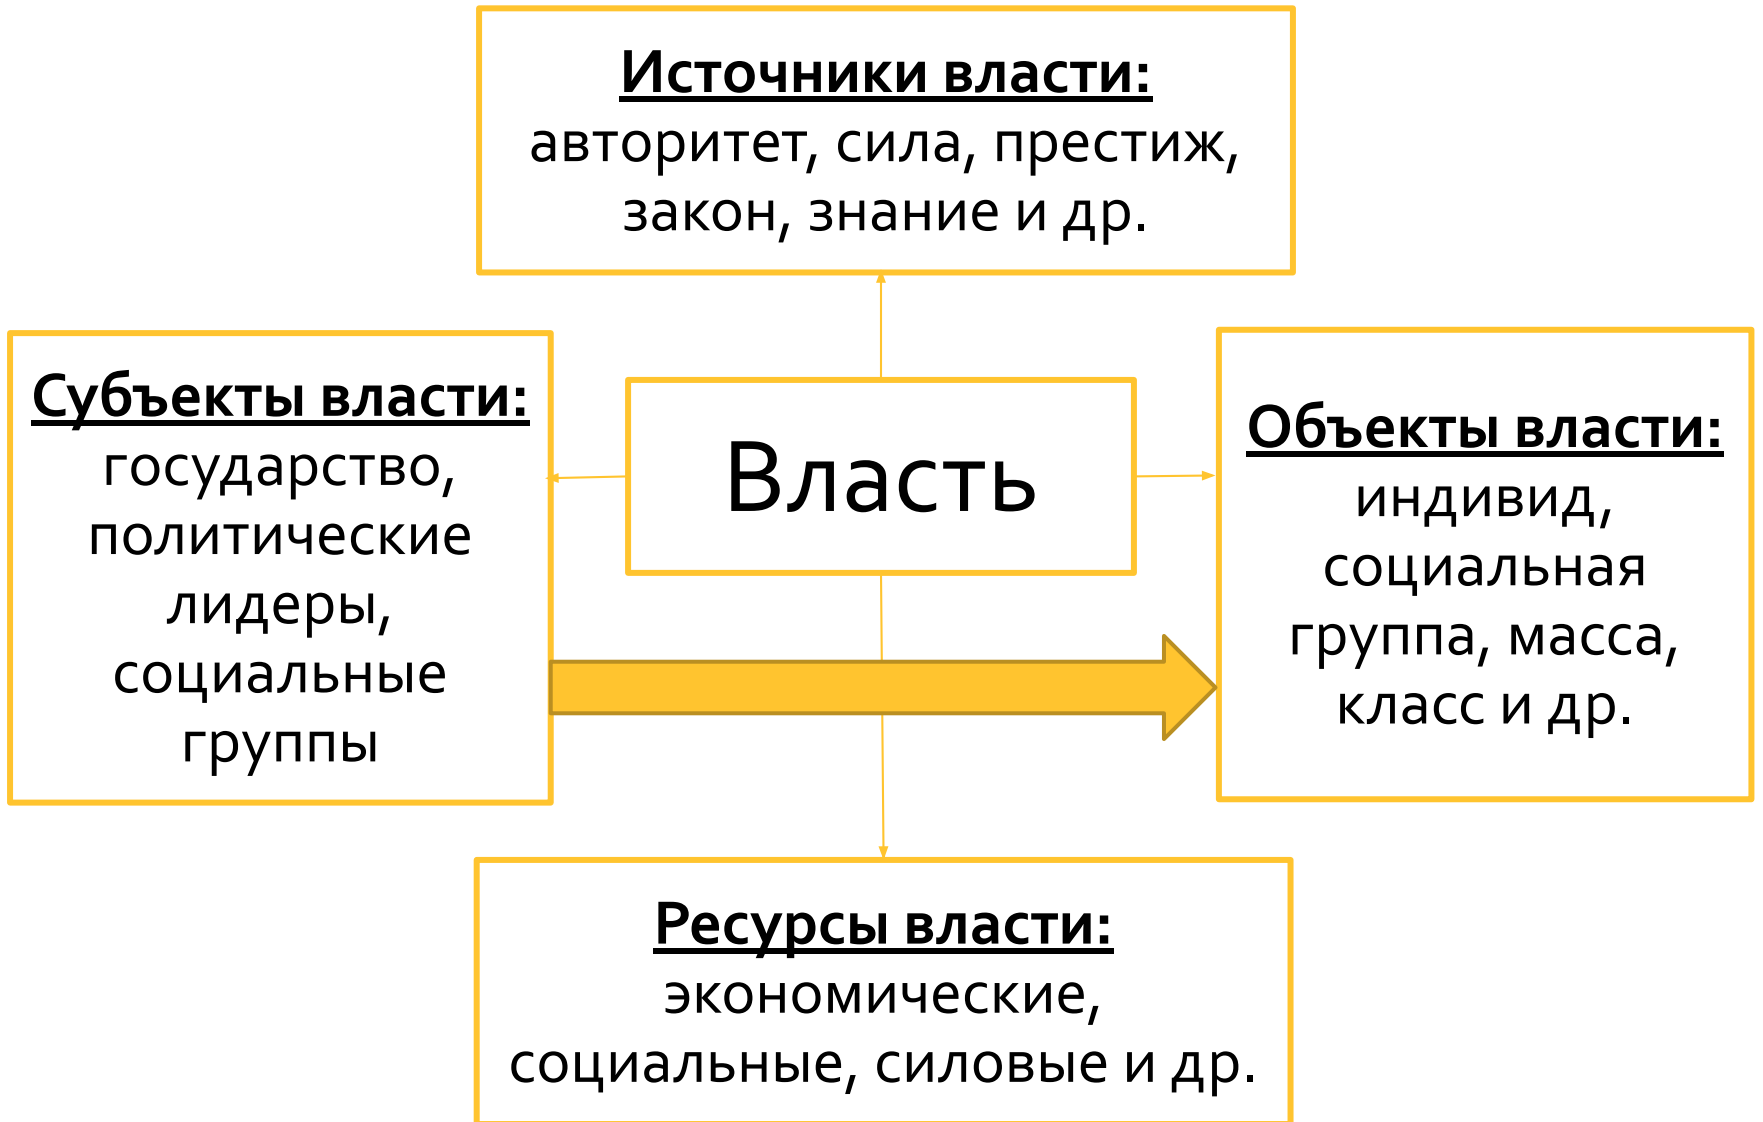 Источники власти:
авторитет, сила, престиж,
закон, знание и др.
Субъекты власти:
государство,
политические
лидеры,
социальные
группы
Власть
Объекты власти:
индивид,
социальная
группа, масса,
класс и др.
Ресурсы власти:
экономические,
социальные, силовые и др.